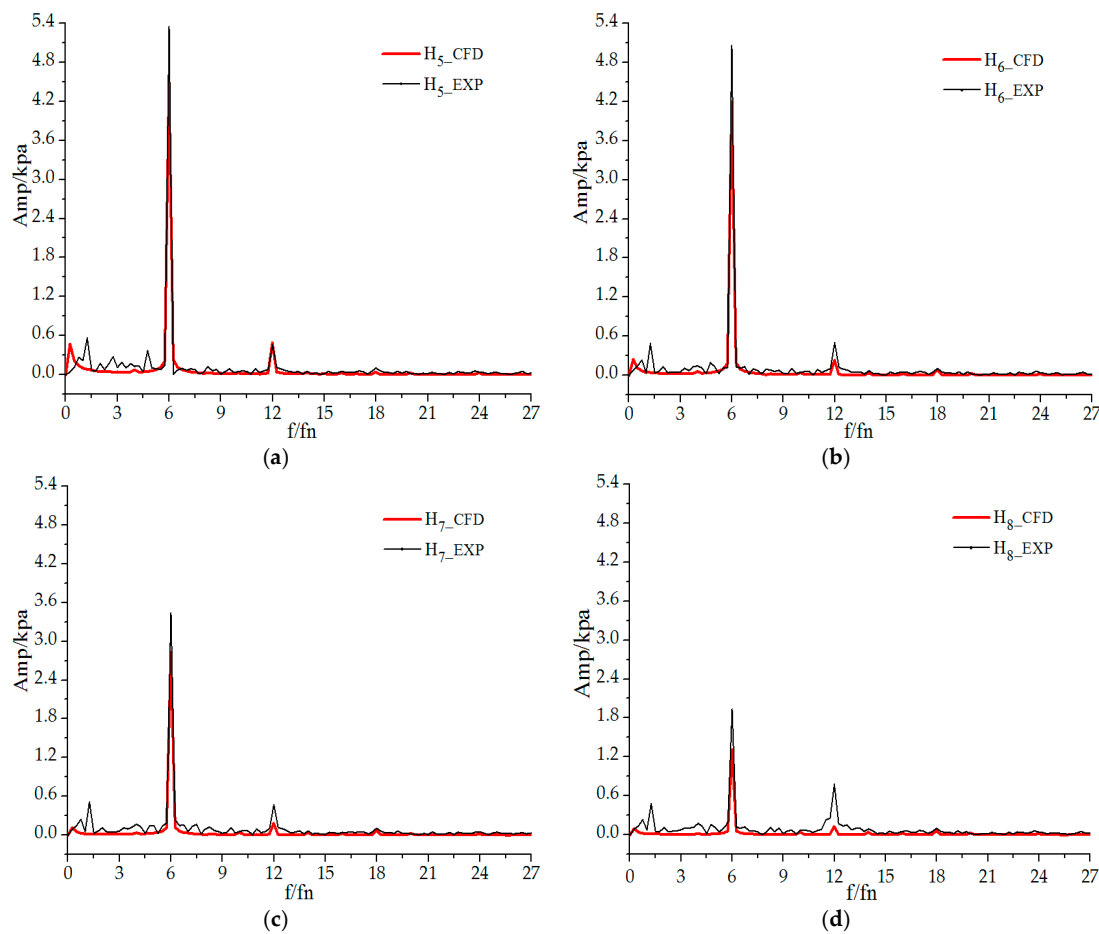 5.4
4.8
4.2
3.6
3.0
2.4
1.8
1.2
0.6
0.0
Amp/kpa
H5_CFD
H5_EXP
0 3 6 9 12 15 18 21 24 27
f/fn
(a)
5.4
4.8
4.2
3.6
3.0
2.4
1.8
1.2
0.6
0.0
Amp/kpa
H6_CFD
H6_EXP
0 3 6 9 12 15 18 21 24 27
f/fn
(b)
5.4
4.8
4.2
3.6
3.0
2.4
1.8
1.2
0.6
0.0
Amp/kpa
H7_CFD
H7_EXP
0 3 6 9 12 15 18 21 24 27
f/fn
(c)
5.4
4.8
4.2
3.6
3.0
2.4
1.8
1.2
0.6
0.0
Amp/kpa
H8_CFD
H8_EXP
0 3 6 9 12 15 18 21 24 27
f/fn
(d)